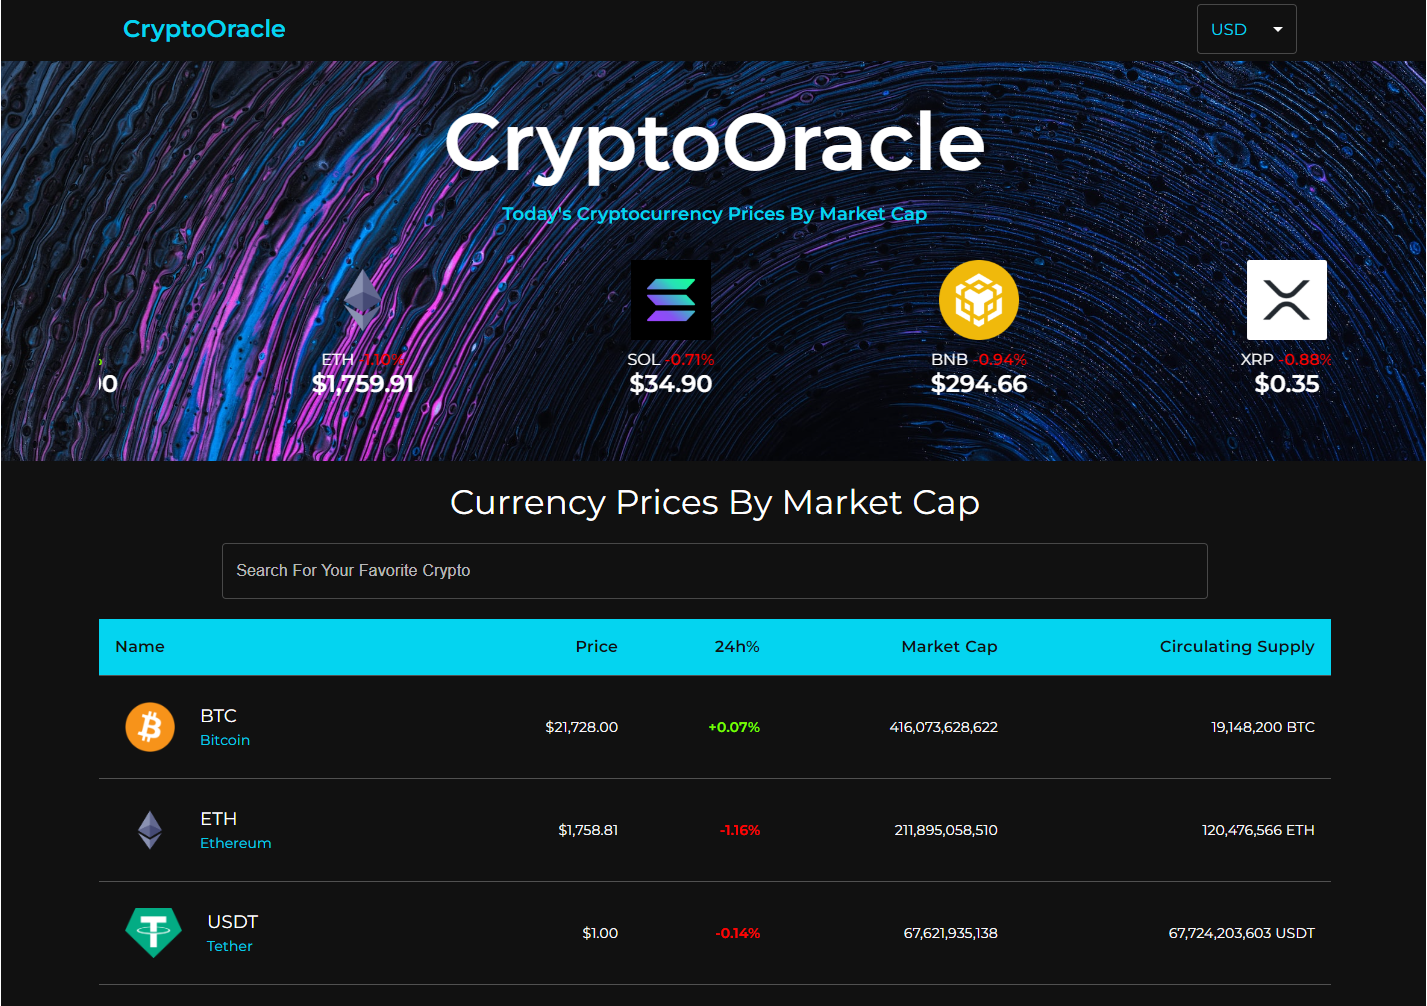 CryptoOracle
USD
CryptoOracle
Today's Cryptocurrency Prices By Market Cap
ETH -1.10%
$1,759.91
SOL -0.71%
$34.90
BNB -0.94%
$294.66
XRP -0.88%
$0.35
Currency Prices By Market Cap
Search For Your Favorite Crypto
Name Price 24h% Market Cap Circulating Supply
BTC
Bitcoin
$21,728.00 +0.07% 416,073,628,622 19,148,200 BTC
ETH
Ethereum
$1,758.81 -1.16% 211,895,058,510 120,476,566 ETH
USDT
Tether
$1.00 -0.14% 67,621,935,138 67,724,203,603 USDT